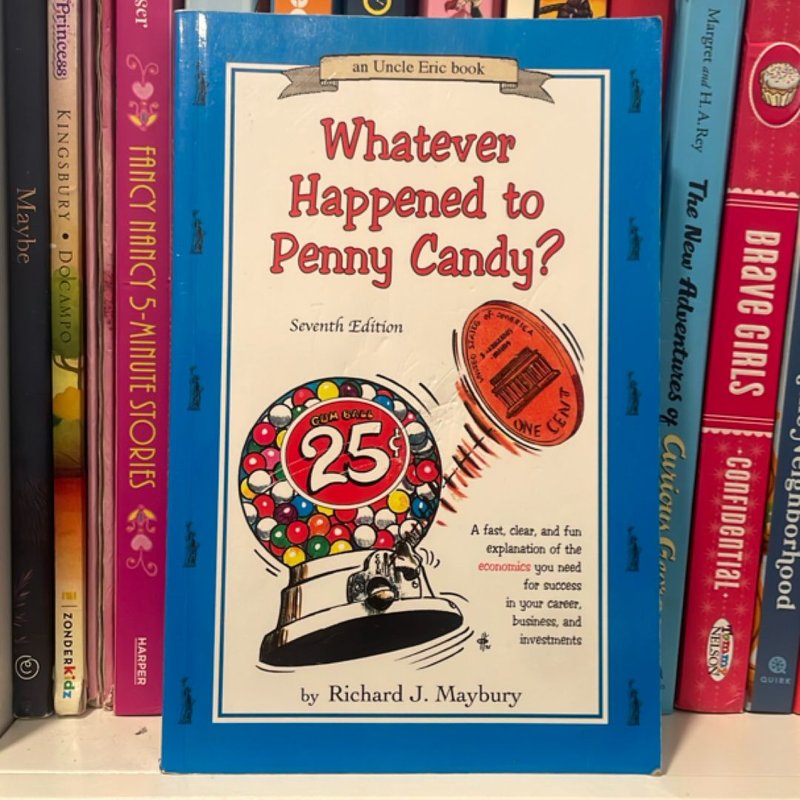 an Uncle Eric book
Whatever
Happened to
Penny Candy?
Seventh Edition
UNITED STATES of AMERICA
ONE CENT
GUM BALL
25¢
A fast, clear, and fun
explanation of the
economics you need
for success
in your career,
business, and
investments
by Richard J. Maybury
Maybe
KINGSBURY • DOCAMPO
ZONDERkidz
FANCY NANCY 5-MINUTE STORIES
HARPER
Margret and H.A.Rey
The New Adventures of Curious
BRAVE GIRLS
CONFIDENTIAL
Tommy
NELSON
Neighborhood
QUIRK